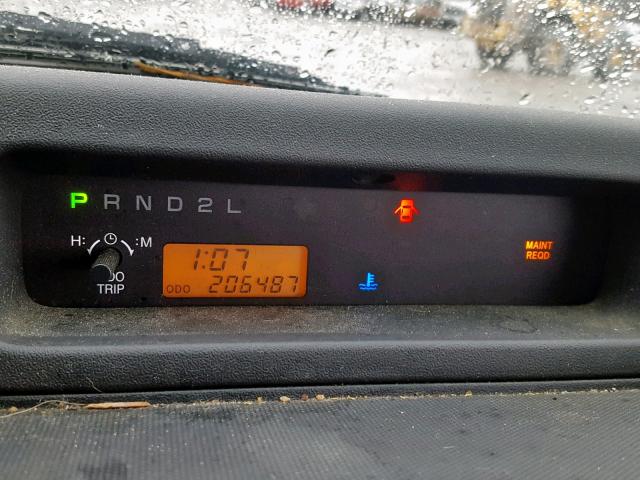 P R N D 2 L
H: :M
TRIP
1:07
ODO 206487
MAINT
REQD